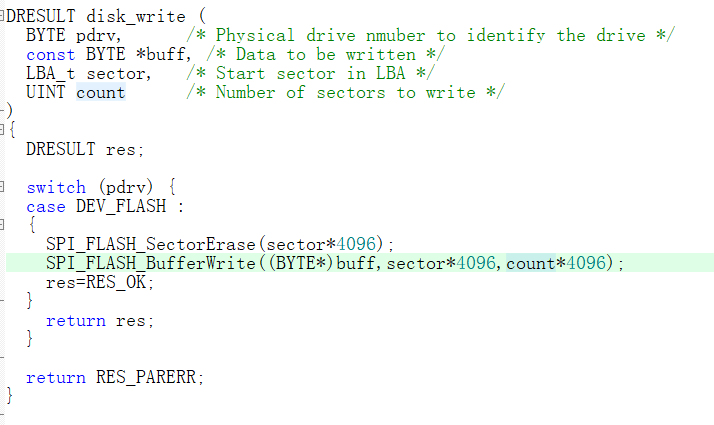 DRESULT disk_write (
BYTE pdrv, /* Physical drive nmuber to identify the drive */
const BYTE *buff, /* Data to be written */
LBA_t sector, /* Start sector in LBA */
UINT count /* Number of sectors to write */
)
{
DRESULT res;
switch (pdrv) {
case DEV_FLASH :
{
SPI_FLASH_SectorErase(sector*4096);
SPI_FLASH_BufferWrite((BYTE*)buff,sector*4096,count*4096);
res=RES_OK;
}
return res;
}
return RES_PARERR;
}